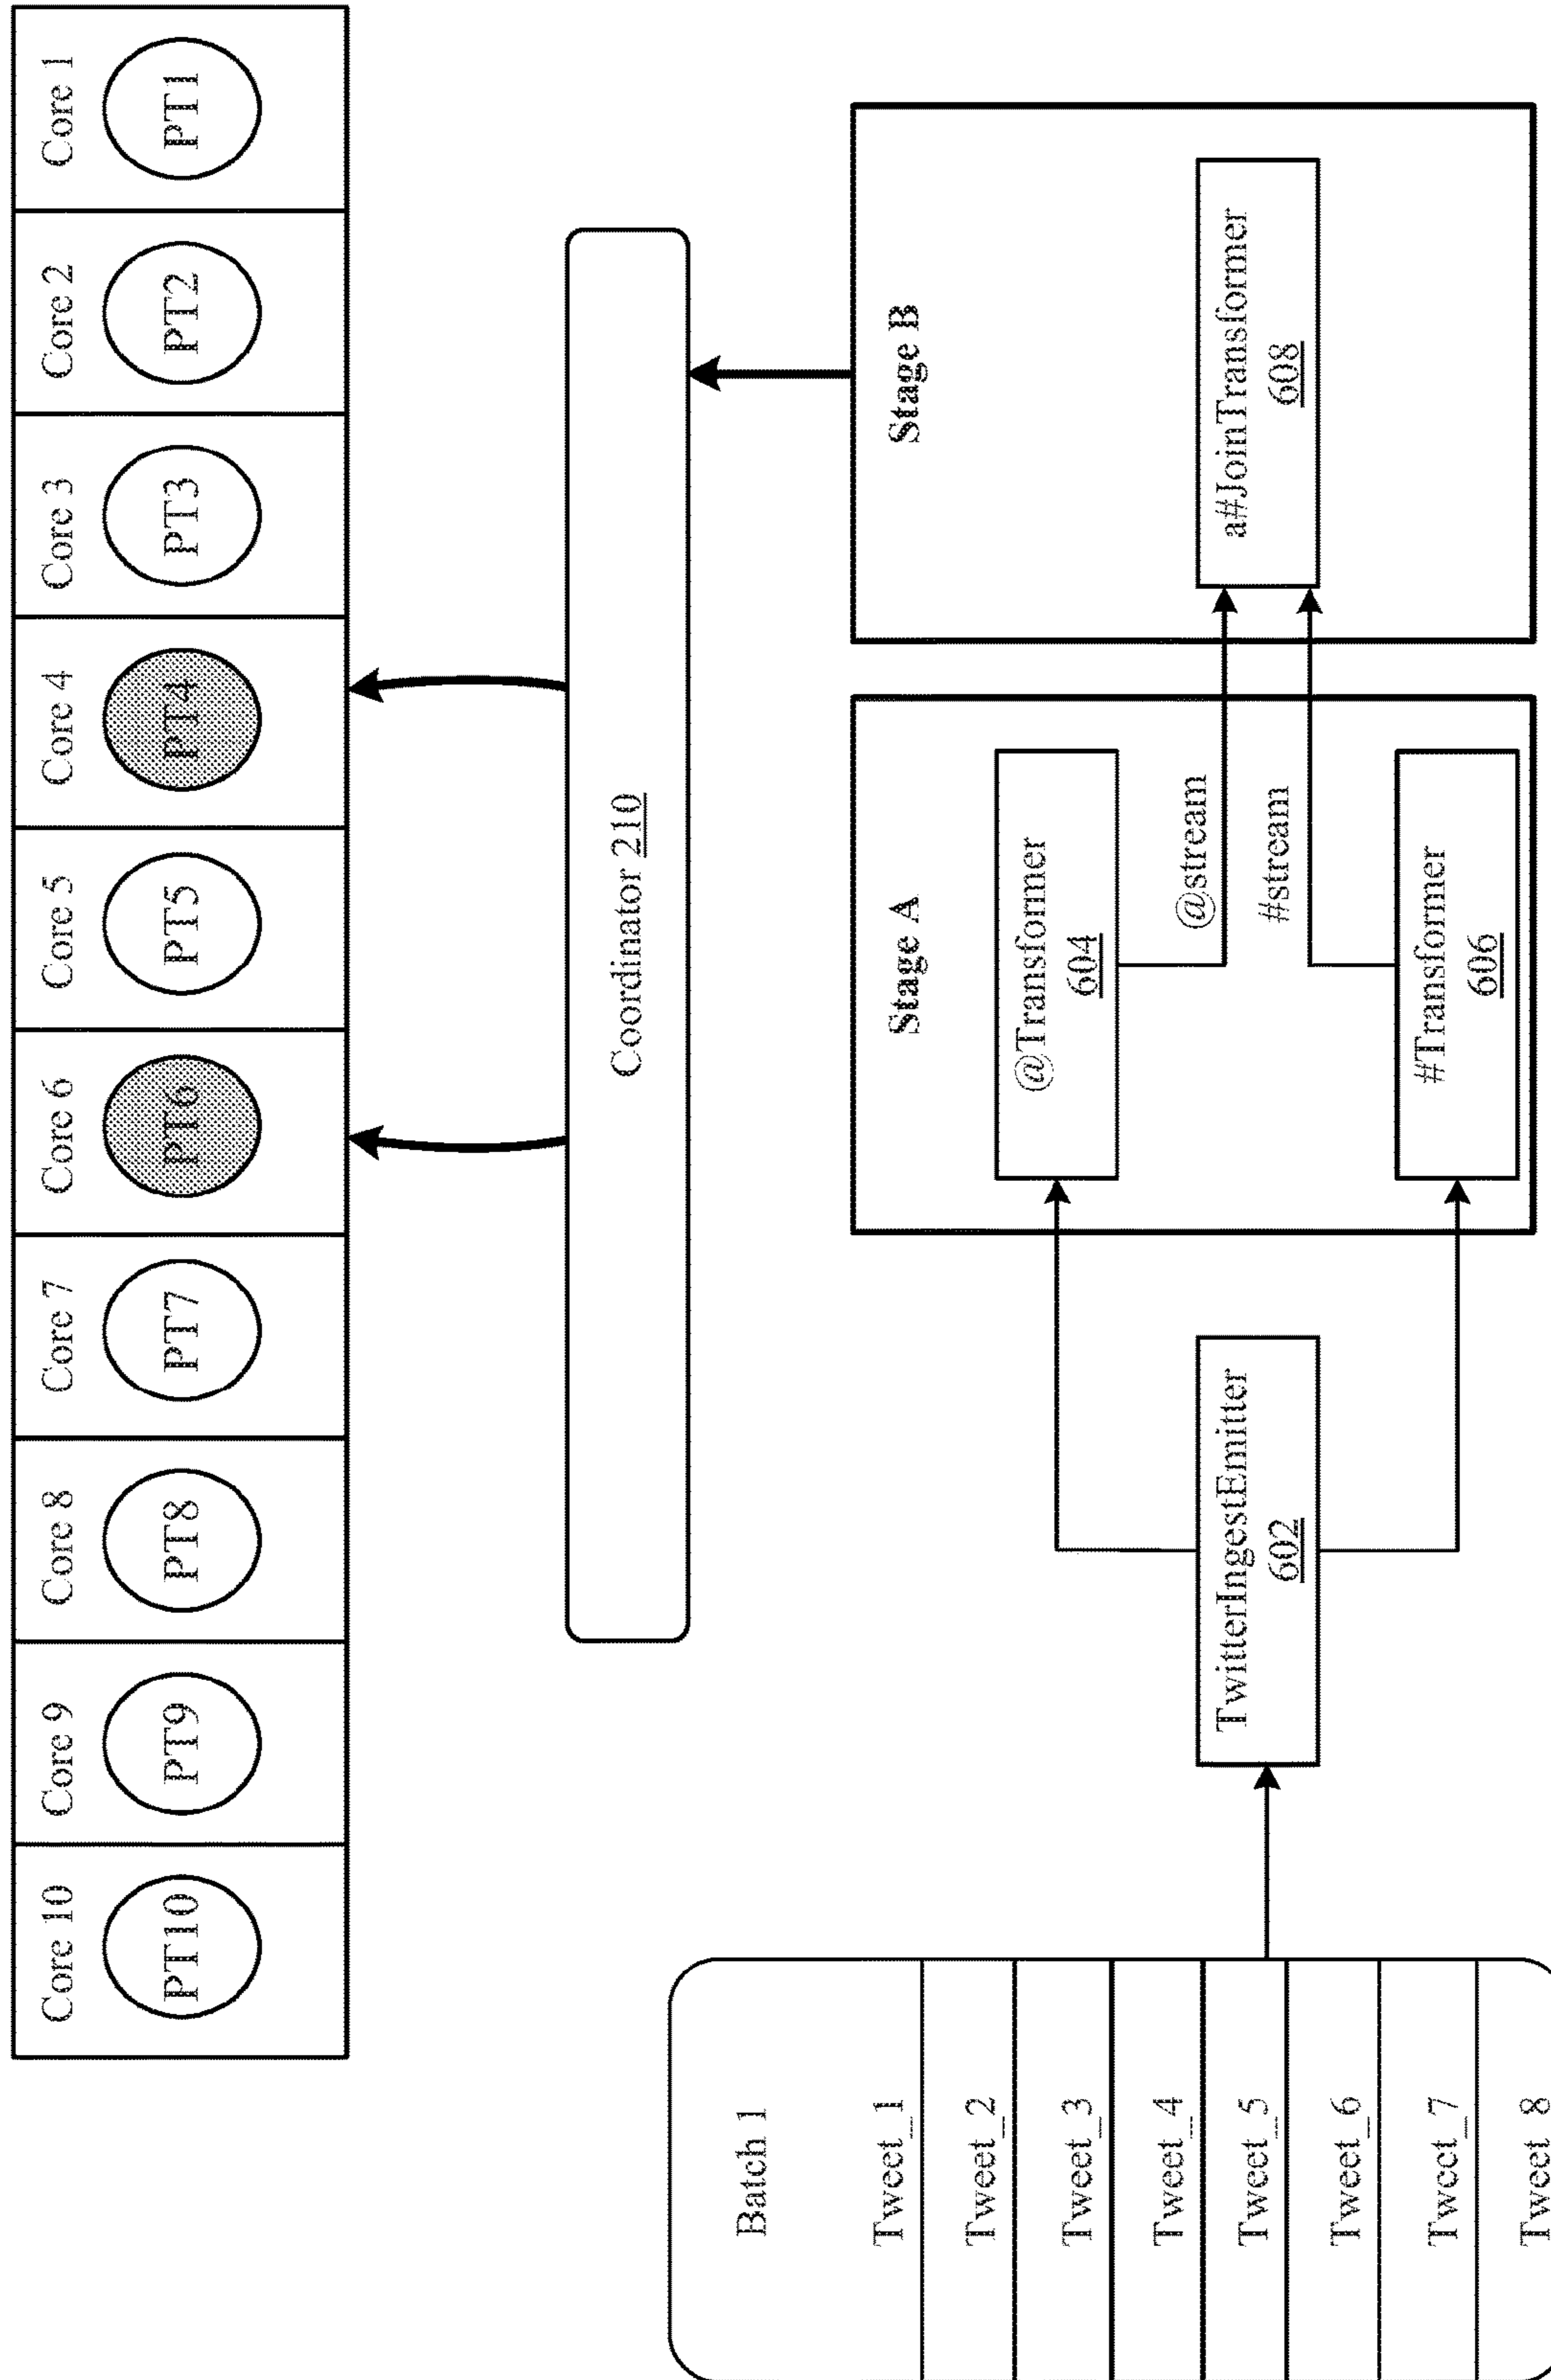 Core 10
Core 9
Core 8
Core 7
Core 6
Core 5
Core 4
Core 3
Core 2
Core 1
PT10
PT9
PT8
PT7
PT6
PT5
PT4
PT3
PT2
PT1
Coordinator 210
Batch 1
Tweet_1
Tweet_2
Tweet_3
Tweet_4
Tweet_5
Tweet_6
Tweet_7
Tweet_8
TwitterIngestEmitter
602
Stage A
@Transformer
604
@stream
#stream
#Transformer
606
Stage B
a#JoinTransformer
608